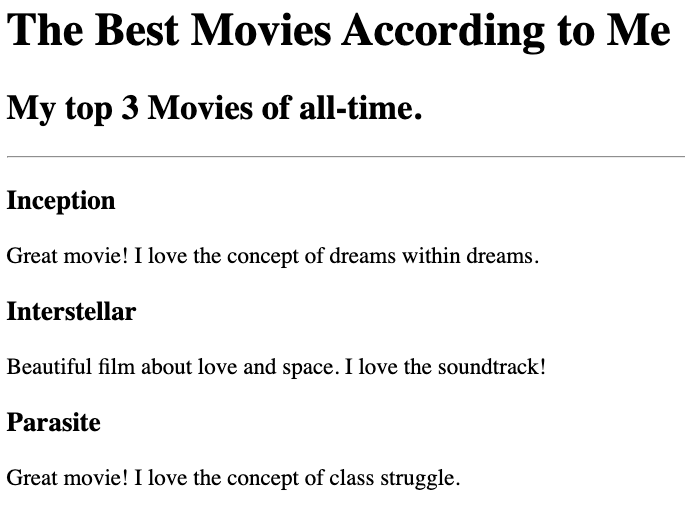 The Best Movies According to Me
My top 3 Movies of all-time.
Inception
Great movie! I love the concept of dreams within dreams.
Interstellar
Beautiful film about love and space. I love the soundtrack!
Parasite
Great movie! I love the concept of class struggle.